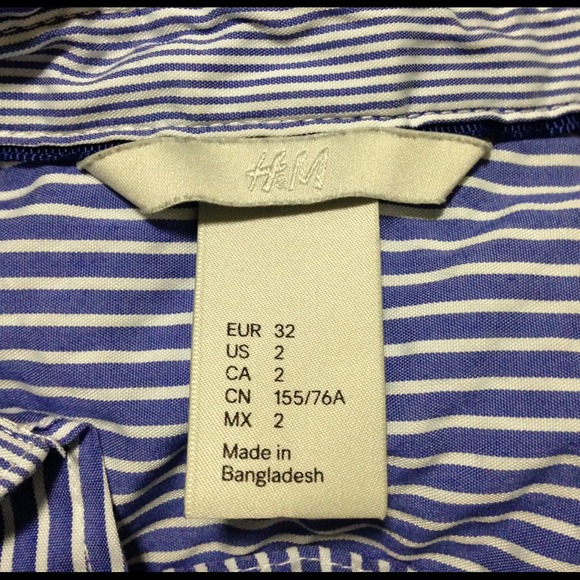 H&M
EUR 32
US 2
CA 2
CN 155/76A
MX 2
Made in
Bangladesh